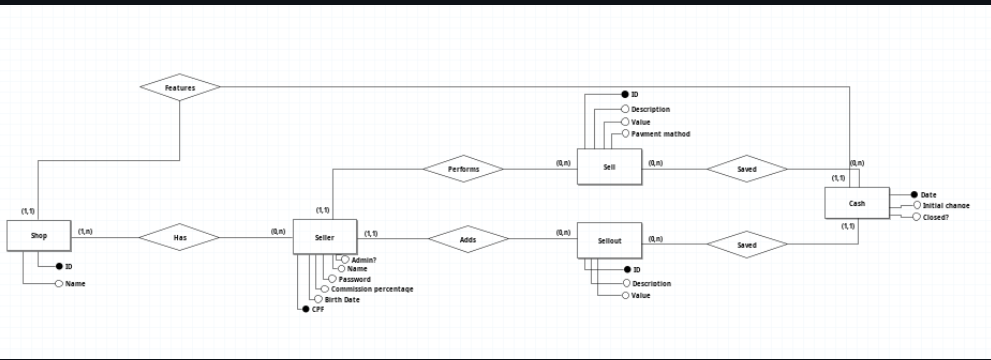 Features
ID
Description
Value
Payment mathod
(0,n)
Sell
(0,n)
Performs
Saved
(0,n)
(1,1)
Cash
Date
Initial change
Closed?
(1,1)
(1,1)
Shop
(1,n)
Has
(0,n)
(1,1)
Seller
(1,1)
Adds
(0,n)
Sellout
(0,n)
Saved
ID
Name
Admin?
Name
Password
Commission percentage
Birth Date
CPF
ID
Description
Value